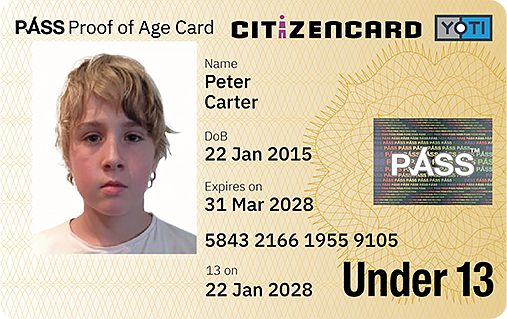 PASS Proof of Age Card
CITiZENCARD
YOTI
Name
Peter
Carter
DoB
22 Jan 2015
Expires on
31 Mar 2028
PASS™
5843 2166 1955 9105
13 on
22 Jan 2028
Under 13